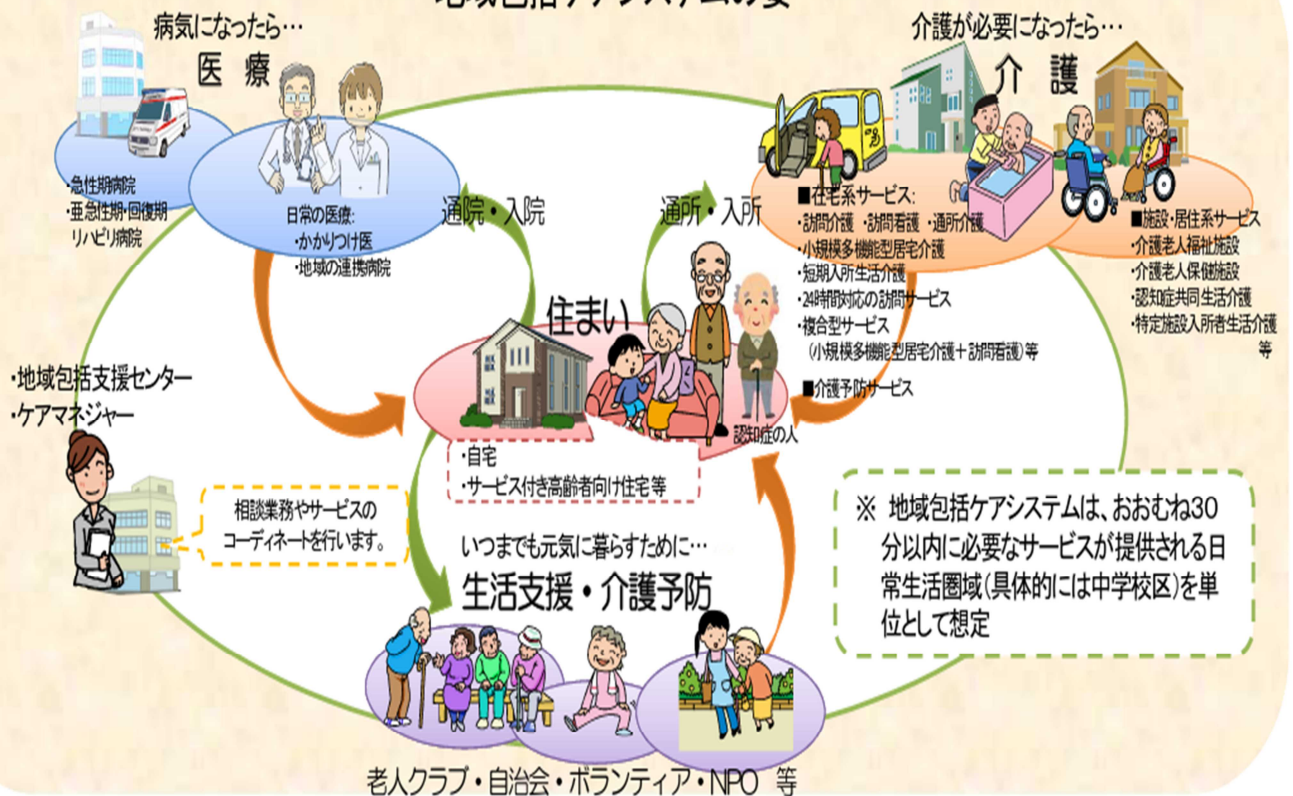 地域包括ケアシステムの姿
病気になったら…
医 療
・急性期病院
・亜急性期・回復期
リハビリ病院
日常の医療:
・かかりつけ医
・地域の連携病院
通院・入院
通所・入所
介護が必要になったら…
介 護
■在宅系サービス:
・訪問介護 ・訪問看護 ・通所介護
・小規模多機能型居宅介護
・短期入所生活介護
・24時間対応の訪問サービス
・複合型サービス
(小規模多機能型居宅介護+訪問看護)等
■介護予防サービス
■施設・居住系サービス
・介護老人福祉施設
・介護老人保健施設
・認知症共同生活介護
・特定施設入所者生活介護
等
住まい
認知症の人
・自宅
・サービス付き高齢者向け住宅等
・地域包括支援センター
・ケアマネジャー
相談業務やサービスの
コーディネートを行います。
いつまでも元気に暮らすために…
生活支援・介護予防
老人クラブ・自治会・ボランティア・NPO 等
※ 地域包括ケアシステムは、おおむね30
分以内に必要なサービスが提供される日
常生活圏域(具体的には中学校区)を単
位として想定